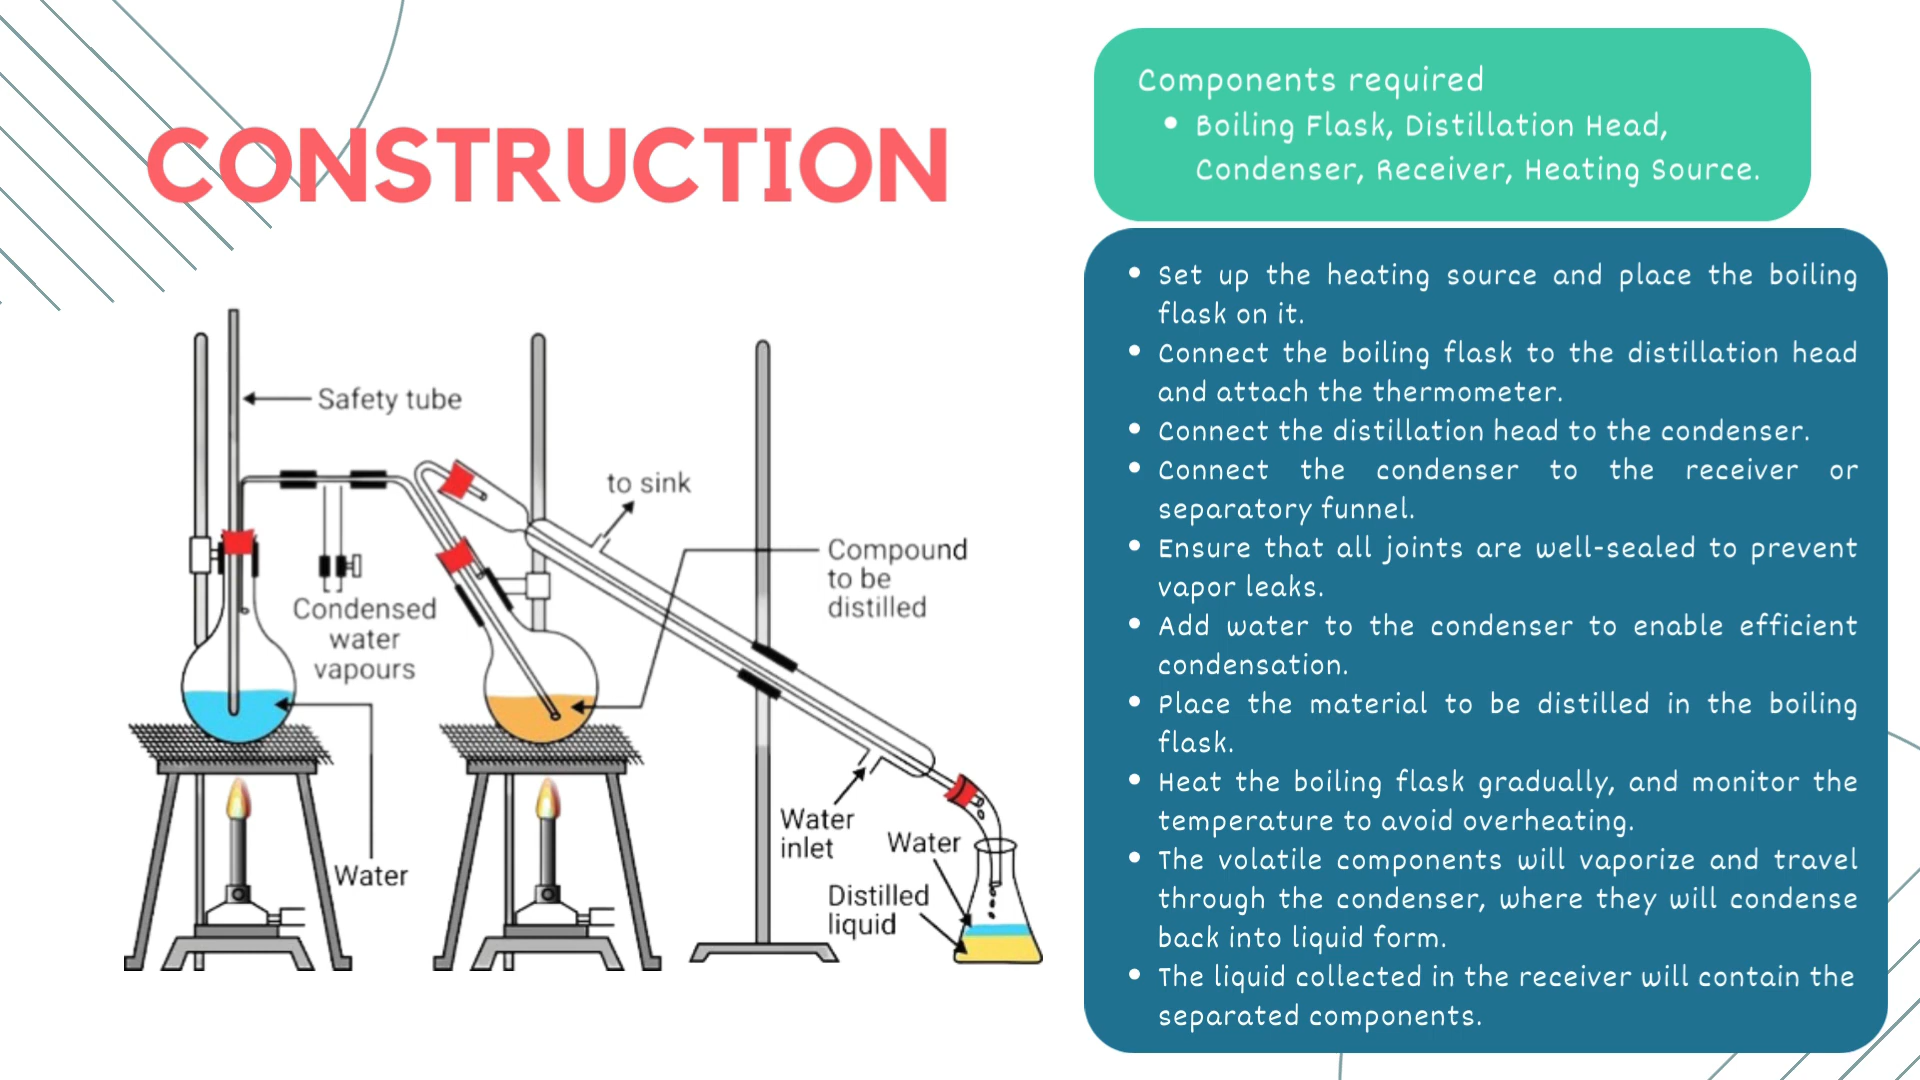 CONSTRUCTION
Components required
• Boiling Flask, Distillation Head,
Condenser, Receiver, Heating Source.
• Set up the heating source and place the boiling
flask on it.
• Connect the boiling flask to the distillation head
and attach the thermometer.
• Connect the distillation head to the condenser.
• Connect the condenser to the receiver or
separatory funnel.
• Ensure that all joints are well-sealed to prevent
vapor leaks.
• Add water to the condenser to enable efficient
condensation.
• Place the material to be distilled in the boiling
flask.
• Heat the boiling flask gradually, and monitor the
temperature to avoid overheating.
• The volatile components will vaporize and travel
through the condenser, where they will condense
back into liquid form.
• The liquid collected in the receiver will contain the
separated components.
Safety tube
to sink
Compound
to be
distilled
Condensed
water
vapours
Water
inlet
Water
Water
Distilled
liquid